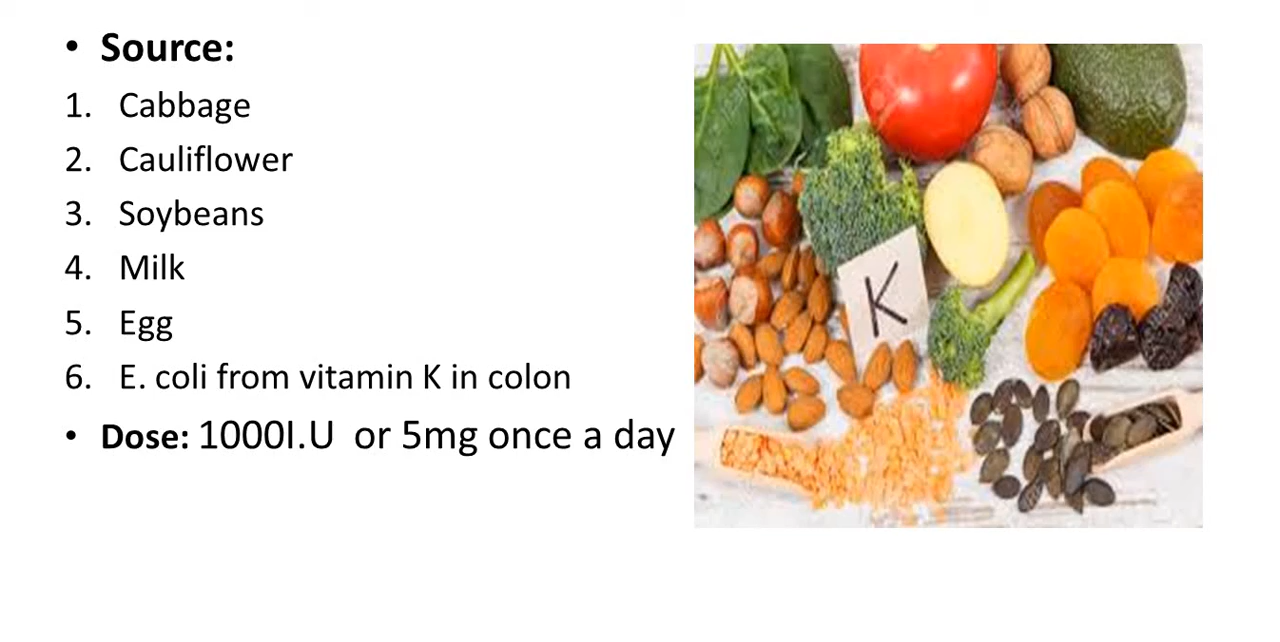 • Source:
1. Cabbage
2. Cauliflower
3. Soybeans
4. Milk
5. Egg
6. E. coli from vitamin K in colon
• Dose: 1000I.U or 5mg once a day
K